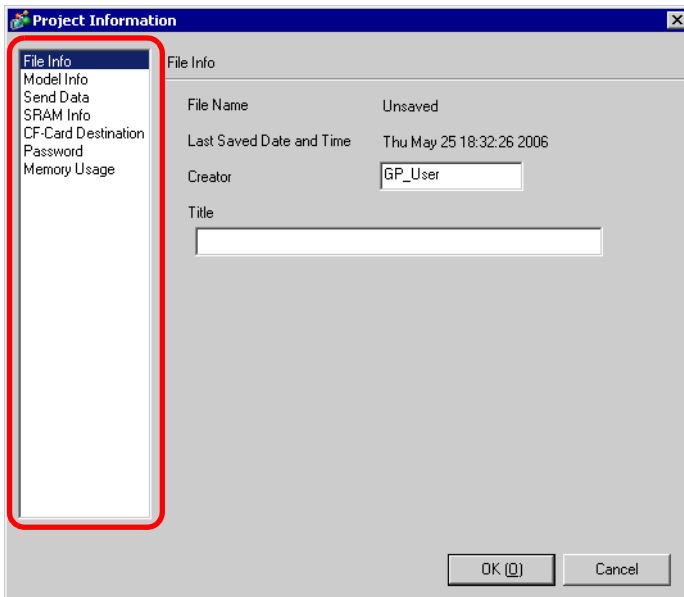 Project Information
File Info
Model Info
Send Data
SRAM Info
CF-Card Destination
Password
Memory Usage
File Info
File Name Unsaved
Last Saved Date and Time Thu May 25 18:32:26 2006
Creator GP_User
Title
OK (O) Cancel